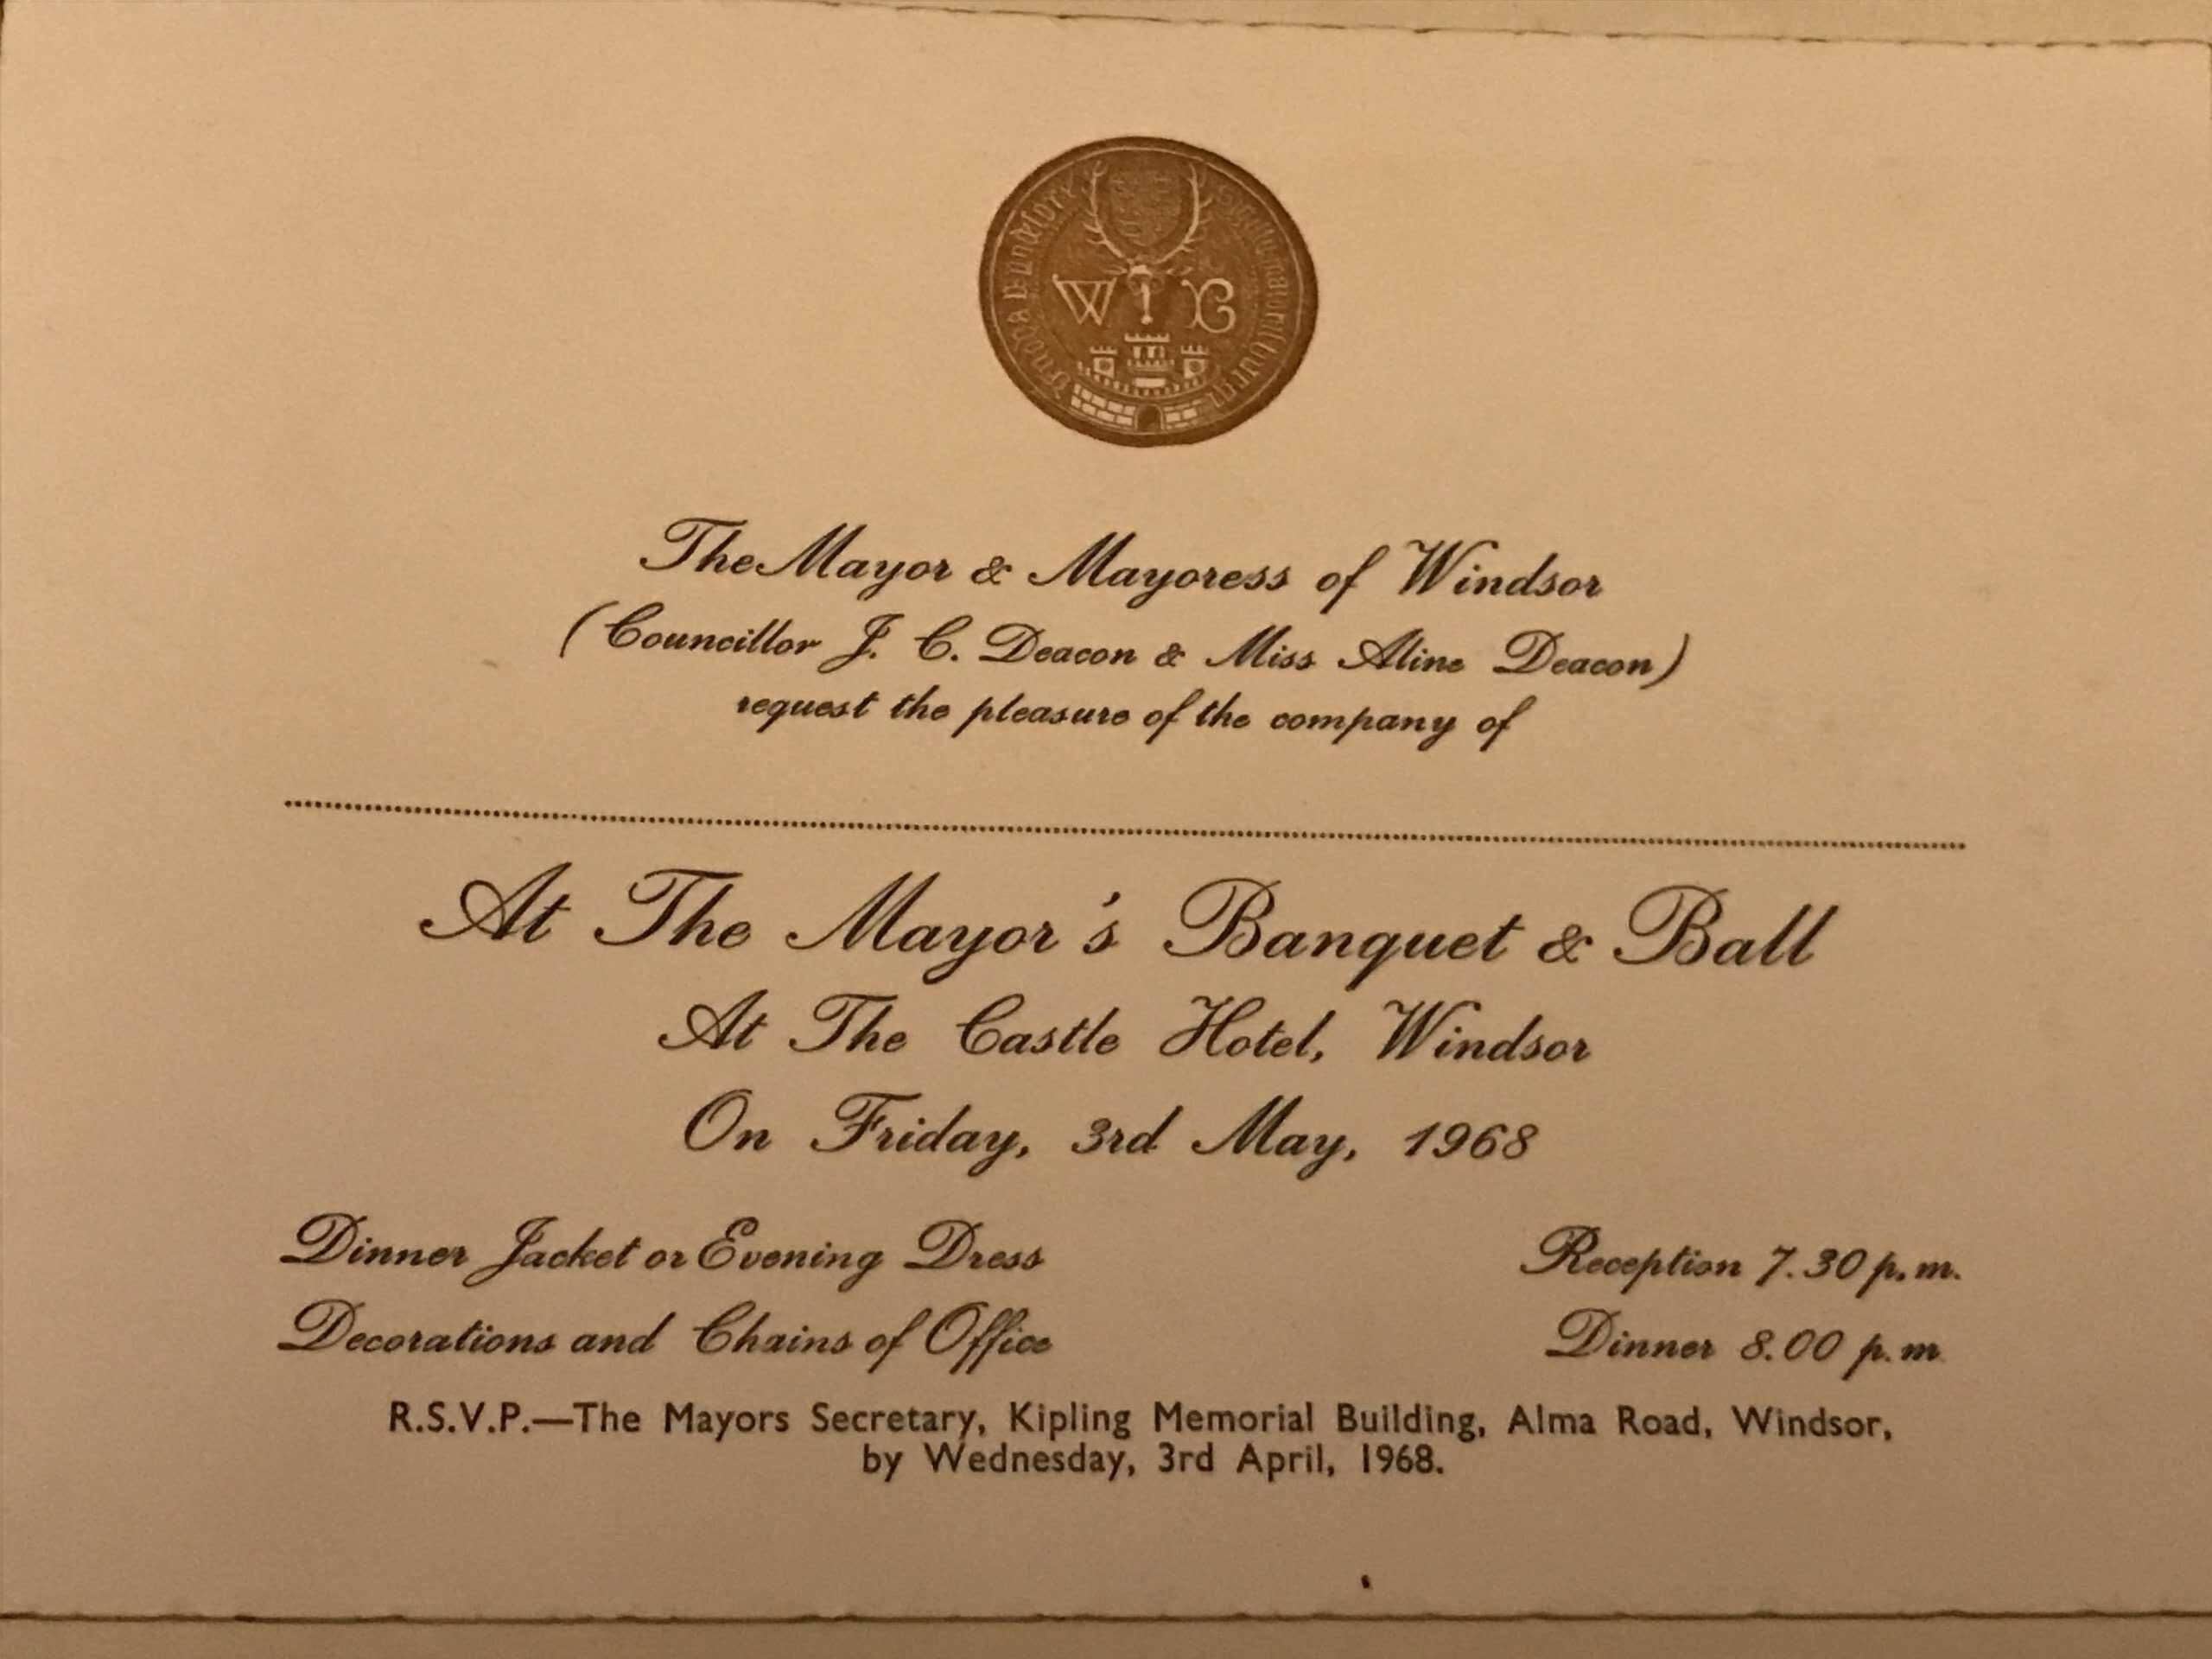 W B
The Mayor & Mayoress of Windsor
(Councillor J. C. Deacon & Miss Aline Deacon)
request the pleasure of the company of
At The Mayor's Banquet & Ball
At The Castle Hotel, Windsor
On Friday, 3rd May, 1968
Dinner Jacket or Evening Dress
Reception 7.30 p.m.
Decorations and Chains of Office
Dinner 8.00 p.m
R.S.V.P.—The Mayors Secretary, Kipling Memorial Building, Alma Road, Windsor,
by Wednesday, 3rd April, 1968.